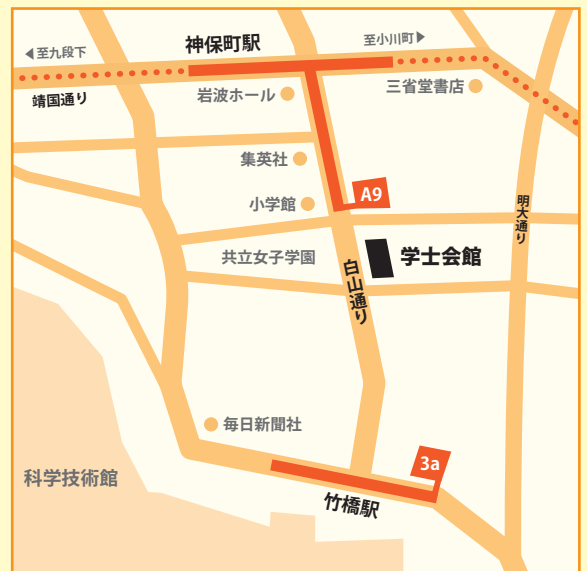 神保町駅
至小川町▶
◀至九段下
靖国通り
岩波ホール
三省堂書店
集英社
A9
小学館
明大通り
共立女子学園
学士会館
白山通り
毎日新聞社
3a
科学技術館
竹橋駅